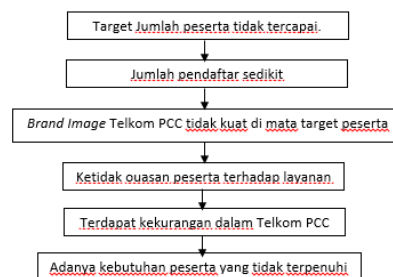 Target Jumlah peserta tidak tercapai.
Jumlah pendaftar sedikit
Brand Image Telkom PCC tidak kuat di mata target peserta
Ketidak ouasan peserta terhadap layanan
Terdapat kekurangan dalam Telkom PCC
Adanya kebutuhan peserta yang tidak terpenuhi